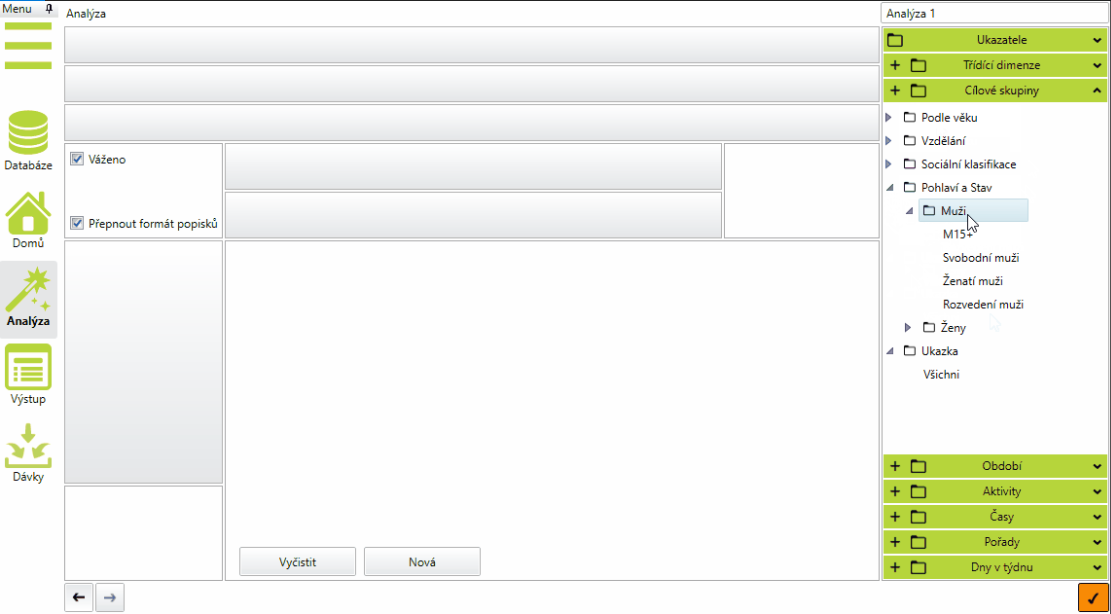 Menu
Analýza
Analýza 1
Databáze
Domů
Analýza
Výstup
Dávky
Váženo
Přepnout formát popisků
Vyčistit
Nová
Ukazatele
Třídící dimenze
Cílové skupiny
Podle věku
Vzdělání
Sociální klasifikace
Pohlaví a Stav
Muži
M15+
Svobodní muži
Ženatí muži
Rozvedení muži
Ženy
Ukazka
Všichni
Období
Aktivity
Časy
Pořady
Dny v týdnu